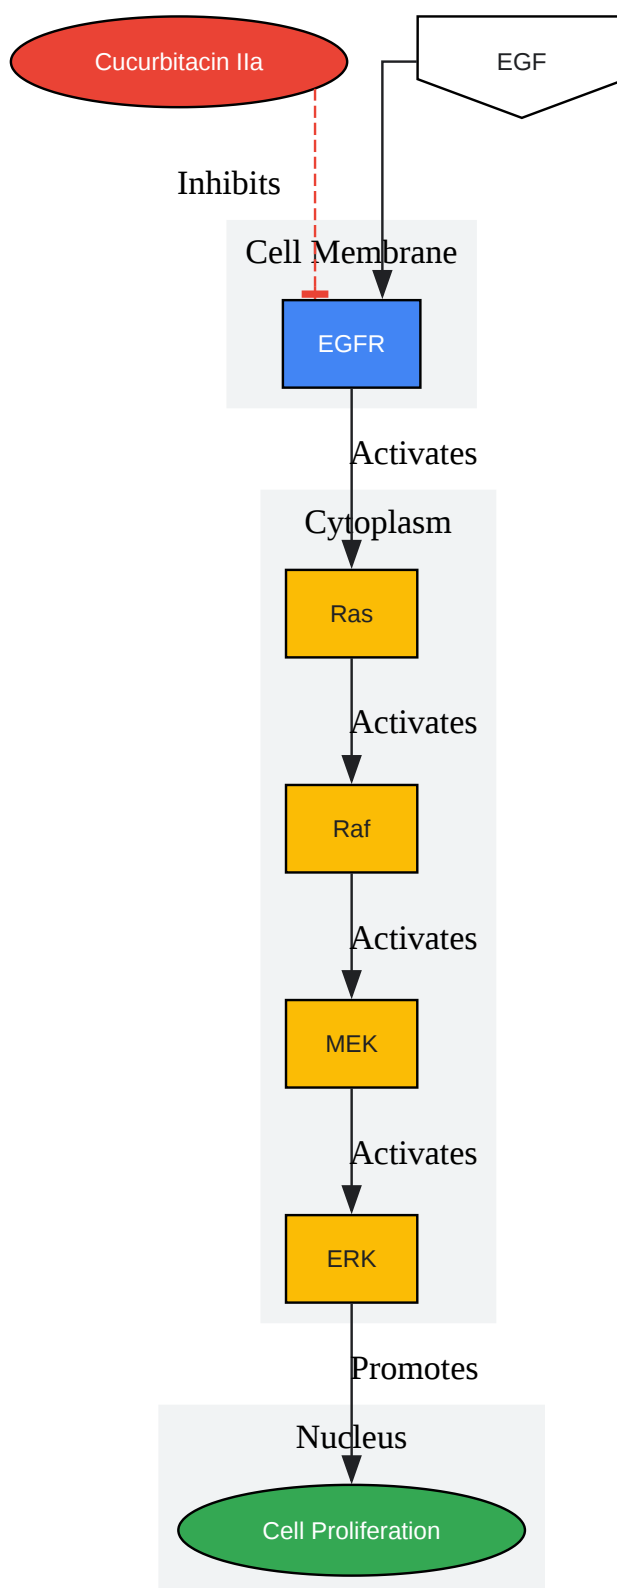 Cucurbitacin IIa
EGF
Inhibits
Cell Membrane
EGFR
Activates
Cytoplasm
Ras
Activates
Raf
Activates
MEK
Activates
ERK
Promotes
Nucleus
Cell Proliferation